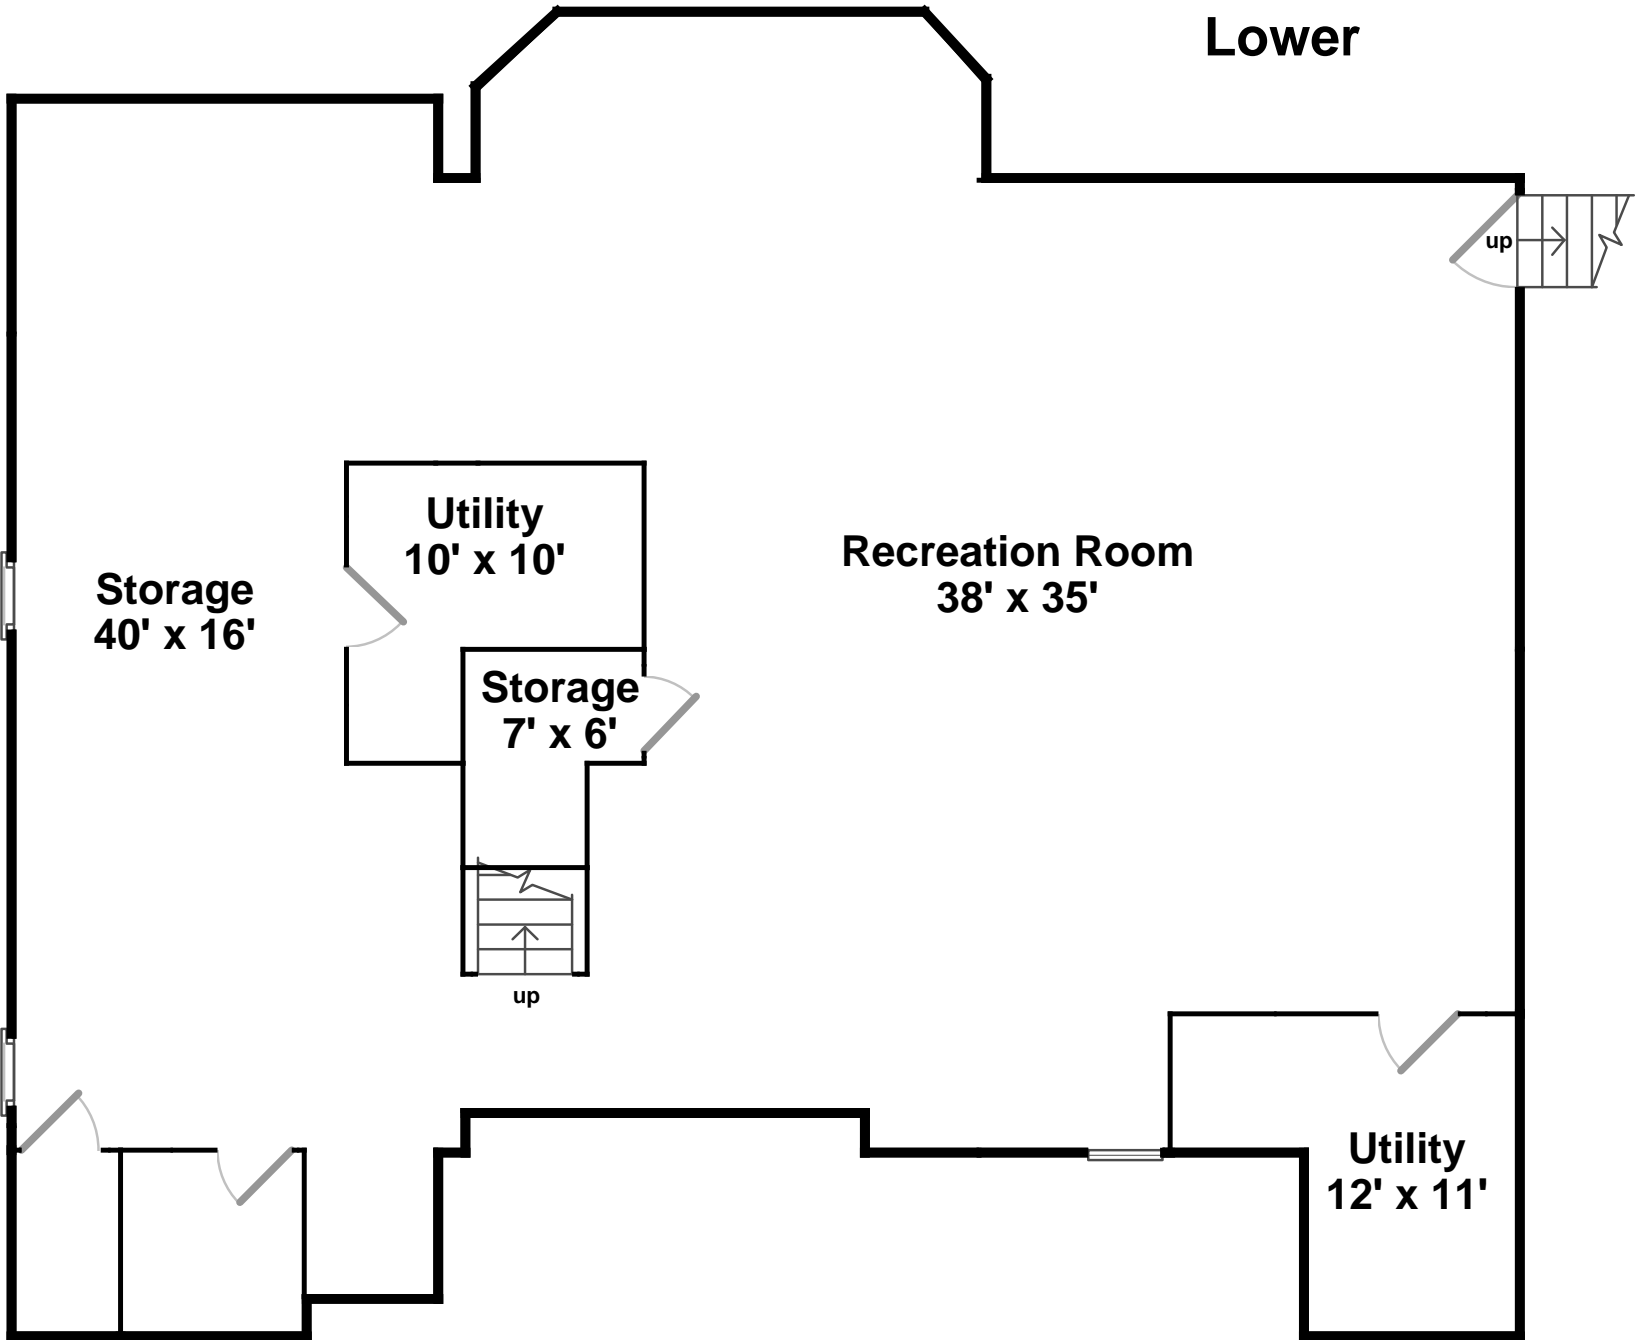 Lower
up
Utility
10' x 10'
Recreation Room
38' x 35'
Storage
40' x 16'
Storage
7' x 6'
up
Utility
12' x 11'